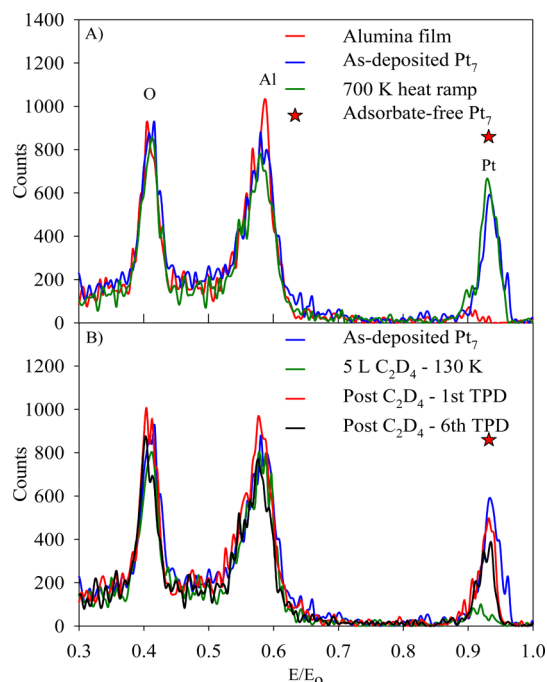 1400
1200
1000
800
600
400
200
0
Counts
A)
O
Al
Pt
Alumina film
As-deposited Pt₇
700 K heat ramp
Adsorbate-free Pt₇
B)
As-deposited Pt₇
5 L C₂D₄ - 130 K
Post C₂D₄ - 1st TPD
Post C₂D₄ - 6th TPD
1200
1000
800
600
400
200
0
Counts
0.3 0.4 0.5 0.6 0.7 0.8 0.9 1.0
E/E₀